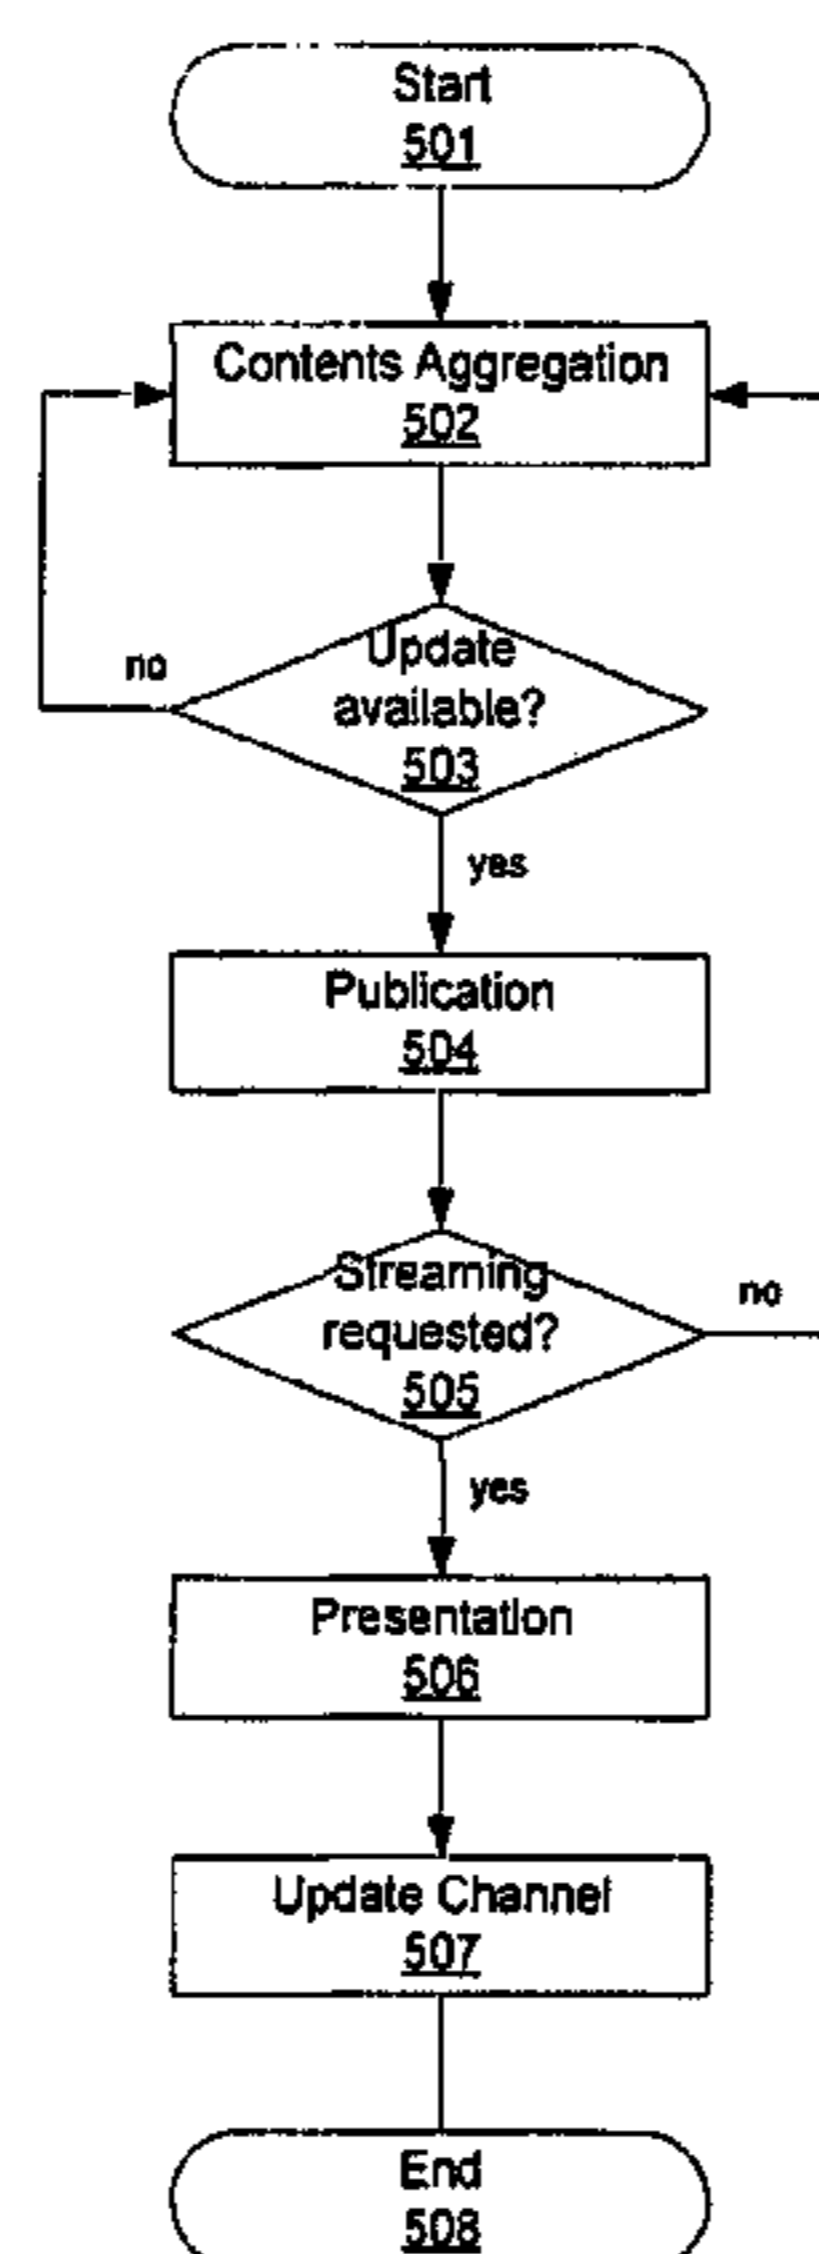 Start
501
Contents Aggregation
502
no
Update
available?
503
yes
Publication
504
Streaming
requested?
505
no
yes
Presentation
506
Update Channel
507
End
508